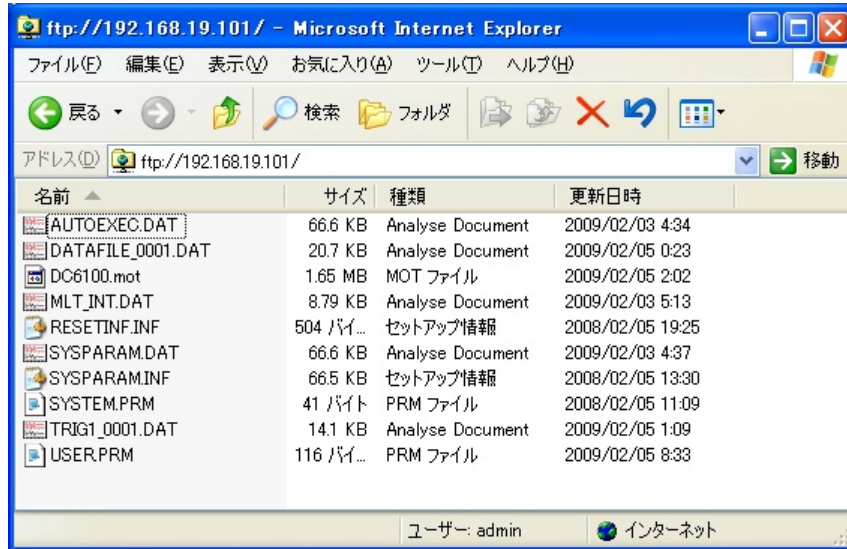 ftp://192.168.19.101/ - Microsoft Internet Explorer
ファイル(F) 編集(E) 表示(V) お気に入り(A) ツール(T) ヘルプ(H)
戻る 検索 フォルダ
アドレス(D) ftp://192.168.19.101/ 移動
名前 サイズ 種類 更新日時
AUTOEXEC.DAT 66.6 KB Analyse Document 2009/02/03 4:34
DATAFILE_0001.DAT 20.7 KB Analyse Document 2009/02/05 0:23
DC6100.mot 1.65 MB MOT ファイル 2009/02/05 2:02
MLT_INT.DAT 8.79 KB Analyse Document 2009/02/03 5:13
RESETINF.INF 504 バイ... セットアップ情報 2008/02/05 19:25
SYSPARAM.DAT 66.6 KB Analyse Document 2009/02/03 4:37
SYSPARAM.INF 66.5 KB セットアップ情報 2008/02/05 13:30
SYSTEM.PRM 41 バイト PRM ファイル 2008/02/05 11:09
TRIG1_0001.DAT 14.1 KB Analyse Document 2009/02/05 1:09
USER.PRM 116 バイ... PRM ファイル 2009/02/05 8:33
ユーザー: admin インターネット